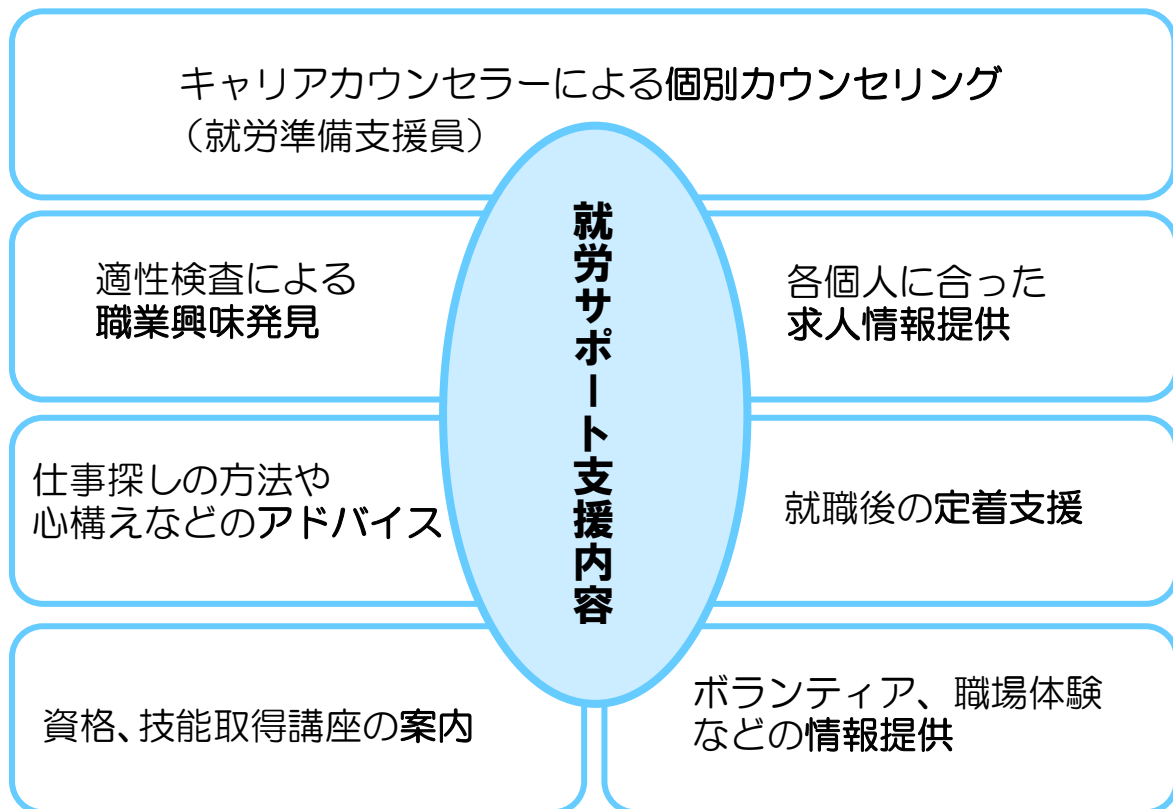 キャリアカウンセラーによる個別カウンセリング
（就労準備支援員）
就労サポート支援内容
適性検査による
職業興味発見
各個人に合った
求人情報提供
仕事探しの方法や
心構えなどのアドバイス
就職後の定着支援
資格、技能取得講座の案内
ボランティア、職場体験
などの情報提供